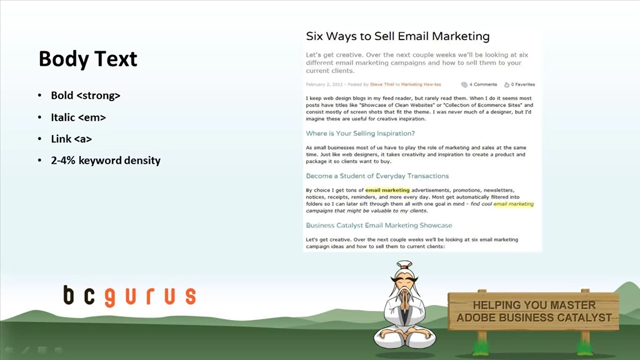 Body Text
• Bold <strong>
• Italic <em>
• Link <a>
• 2-4% keyword density
Six Ways to Sell Email Marketing
Let's get creative. Over the next couple weeks we'll be looking at six
different email marketing campaigns and how to sell them to your
current clients.
February 2, 2011 - Posted by Steve Thiel to Marketing How-tos
4 Comments
0 Favorites
I keep web design blogs in my feed reader, but rarely read them. When I do it seems most
posts have titles like "Showcase of Clean Websites" or "Collection of Ecommerce Sites" and
consist mostly of screen shots that fit the theme. I was never much of a designer, but I'd
imagine these are useful for creative inspiration.
Where is Your Selling Inspiration?
As small businesses most of us have to play the role of marketing and sales at the same
time. Just like web designers, it takes creativity and inspiration to create a product and
package it so clients want to buy.
Become a Student of Everyday Transactions
By choice I get tons of email marketing advertisements, promotions, newsletters,
notices, receipts, reminders, and more every day. Most get automatically filtered into
folders so I can later sift through them all with one goal in mind - find cool email marketing
campaigns that might be valuable to my clients.
Business Catalyst Email Marketing Showcase
Let's get creative. Over the next couple weeks we'll be looking at six email marketing
campaign ideas and how to sell them to current clients:
bcgurus
HELPING YOU MASTER
ADOBE BUSINESS CATALYST